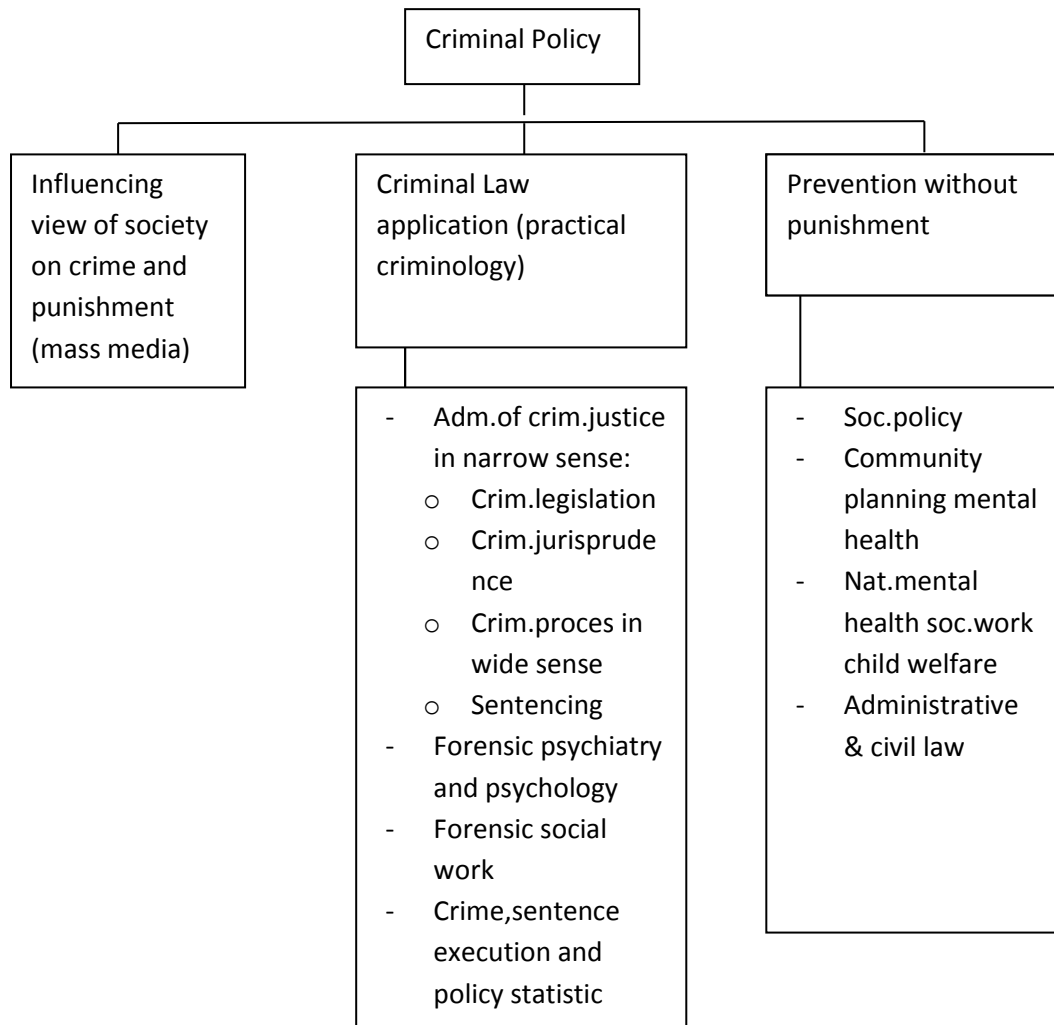 Criminal Policy
Influencing
view of society
on crime and
punishment
(mass media)
Criminal Law
application (practical
criminology)
Prevention without
punishment
- Adm.of crim.justice
in narrow sense:
o Crim.legislation
o Crim.jurisprude
nce
o Crim.proces in
wide sense
o Sentencing
- Forensic psychiatry
and psychology
- Forensic social
work
- Crime,sentence
execution and
policy statistic
- Soc.policy
- Community
planning mental
health
- Nat.mental
health soc.work
child welfare
- Administrative
& civil law